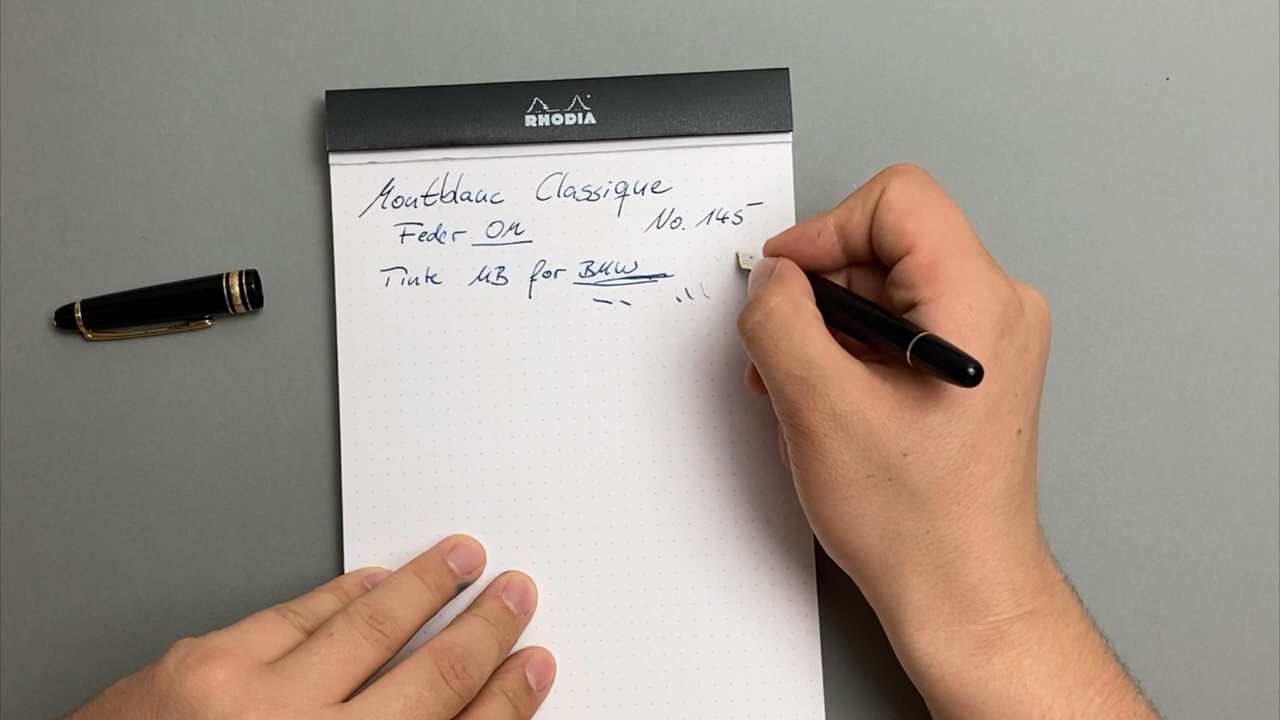 RHODIA
Montblanc Classique
Feder OM
No. 145
Tinte MB for BMW